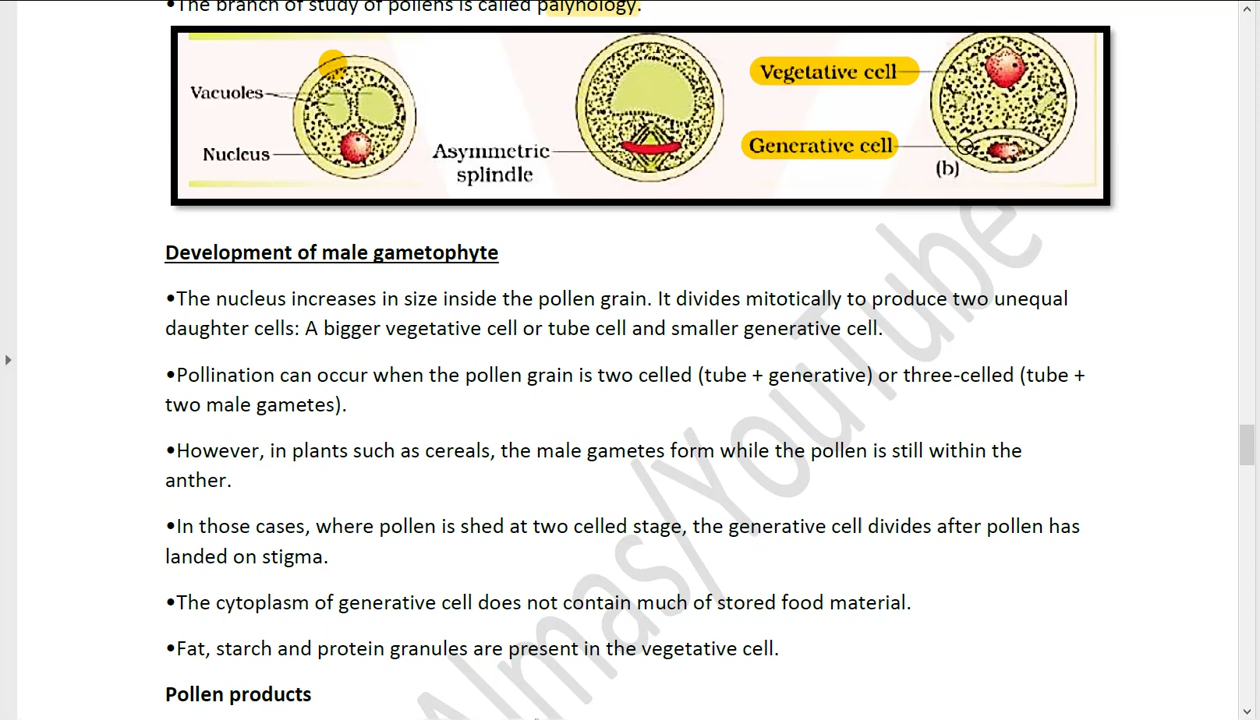 •The branch of study of pollens is called palynology.
Vacuoles
Nucleus
Asymmetric
spindle
Vegetative cell
Generative cell
(b)
Development of male gametophyte
•The nucleus increases in size inside the pollen grain. It divides mitotically to produce two unequal
daughter cells: A bigger vegetative cell or tube cell and smaller generative cell.
•Pollination can occur when the pollen grain is two celled (tube + generative) or three-celled (tube +
two male gametes).
•However, in plants such as cereals, the male gametes form while the pollen is still within the
anther.
•In those cases, where pollen is shed at two celled stage, the generative cell divides after pollen has
landed on stigma.
•The cytoplasm of generative cell does not contain much of stored food material.
•Fat, starch and protein granules are present in the vegetative cell.
Pollen products
Almas/YouTube